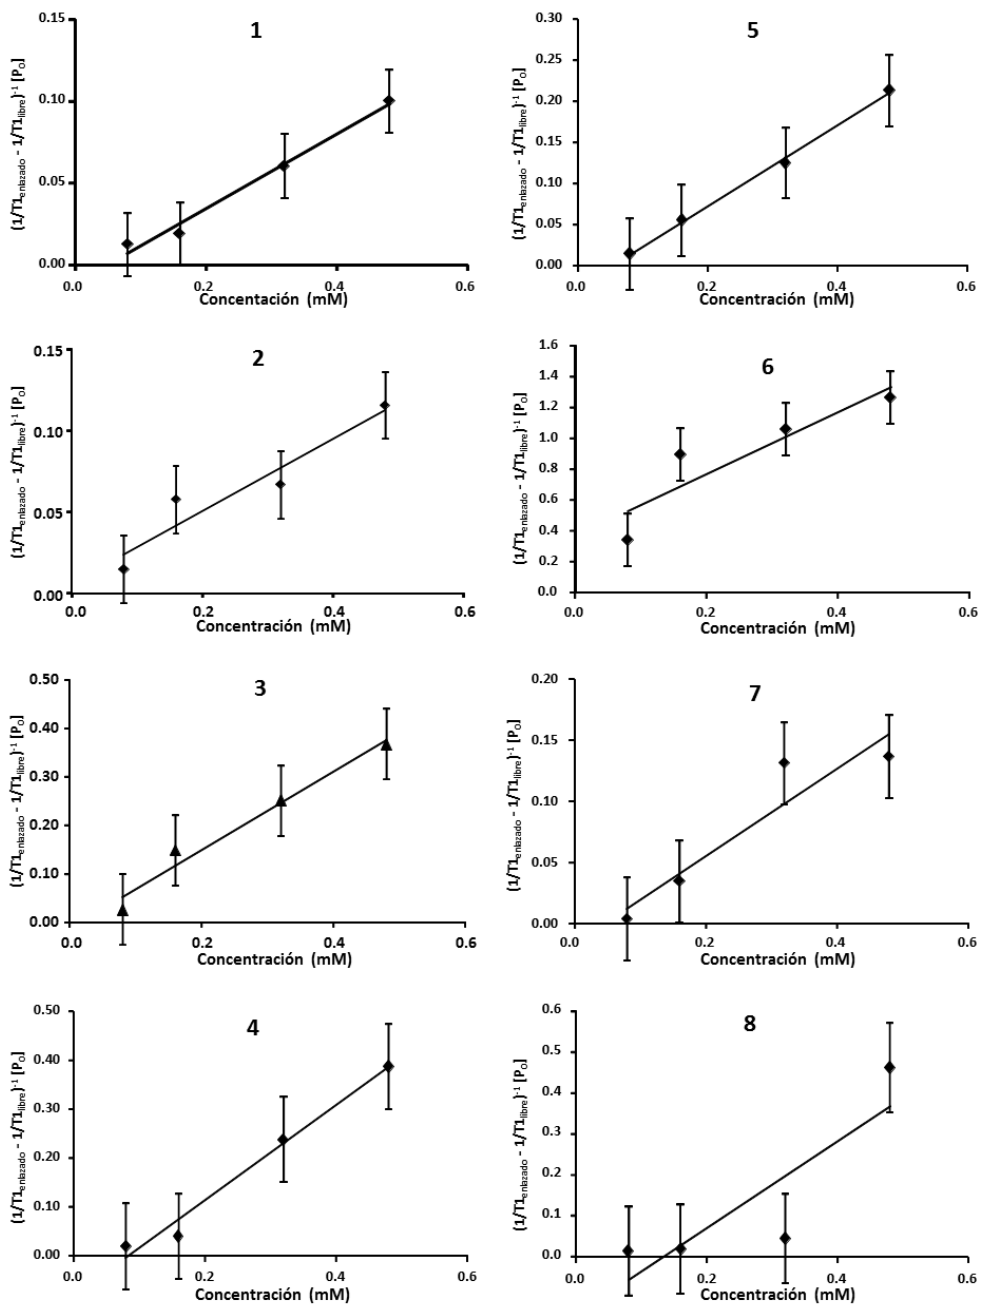 1
(1/T1enlazado - 1/T1libre)-1 [PO]
0.15
0.10
0.05
0.00
0.0 0.2 0.4 0.6
Concentación (mM)
5
(1/T1enlazado - 1/T1libre)-1 [PO]
0.30
0.25
0.20
0.15
0.10
0.05
0.00
0.0 0.2 0.4 0.6
Concentración (mM)
2
(1/T1enlazado - 1/T1libre)-1 [PO]
0.15
0.10
0.05
0.00
0.0 0.2 0.4 0.6
Concentración (mM)
6
(1/T1enlazado - 1/T1libre)-1 [PO]
1.6
1.4
1.2
1.0
0.8
0.6
0.4
0.2
0.0
0.0 0.2 0.4 0.6
Concentración (mM)
3
(1/T1enlazado - 1/T1libre)-1 [PO]
0.50
0.40
0.30
0.20
0.10
0.00
0.0 0.2 0.4 0.6
Concentración (mM)
7
(1/T1enlazado - 1/T1libre)-1 [PO]
0.20
0.15
0.10
0.05
0.00
0.0 0.2 0.4 0.6
Concentración (mM)
4
(1/T1enlazado - 1/T1libre)-1 [PO]
0.50
0.40
0.30
0.20
0.10
0.00
0.0 0.2 0.4 0.6
Concentración (mM)
8
(1/T1enlazado - 1/T1libre)-1 [PO]
0.6
0.5
0.4
0.3
0.2
0.1
0.0
0.0 0.2 0.4 0.6
Concentración (mM)